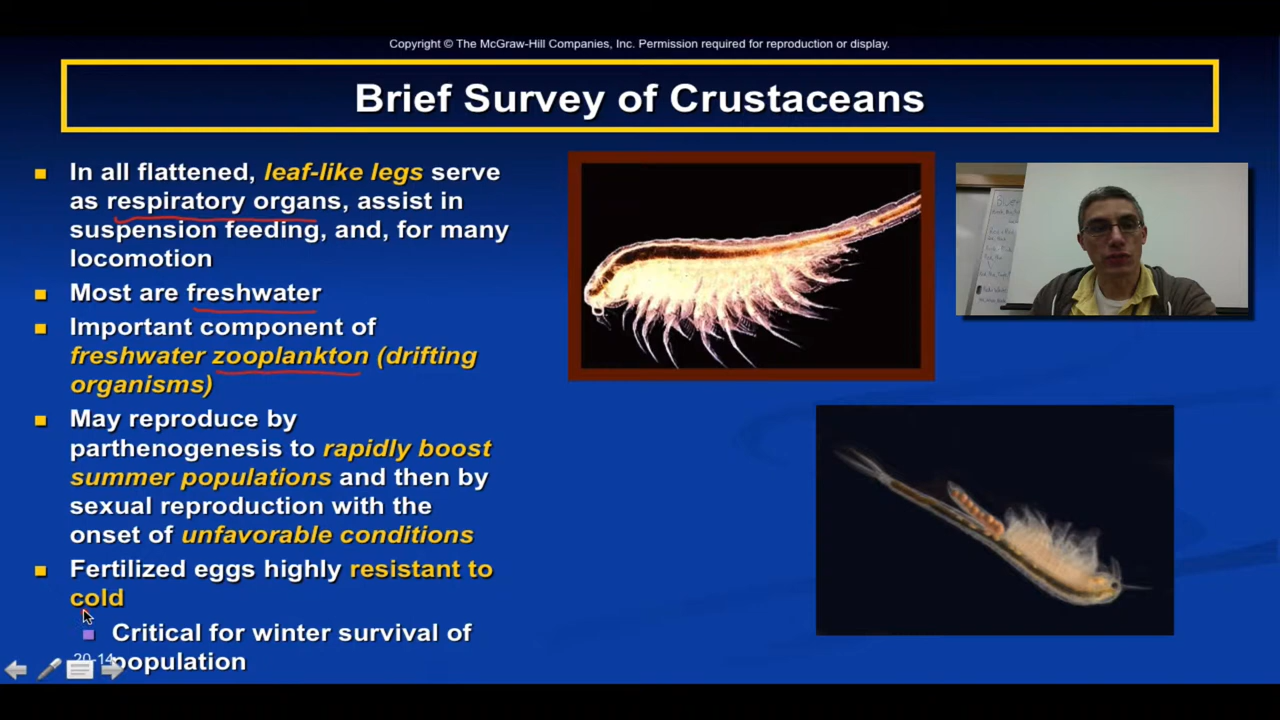 Copyright © The McGraw-Hill Companies, Inc. Permission required for reproduction or display.
Brief Survey of Crustaceans
In all flattened, leaf-like legs serve
as respiratory organs, assist in
suspension feeding, and, for many
locomotion
Most are freshwater
Important component of
freshwater zooplankton (drifting
organisms)
May reproduce by
parthenogenesis to rapidly boost
summer populations and then by
sexual reproduction with the
onset of unfavorable conditions
Fertilized eggs highly resistant to
cold
Critical for winter survival of
population
20-14